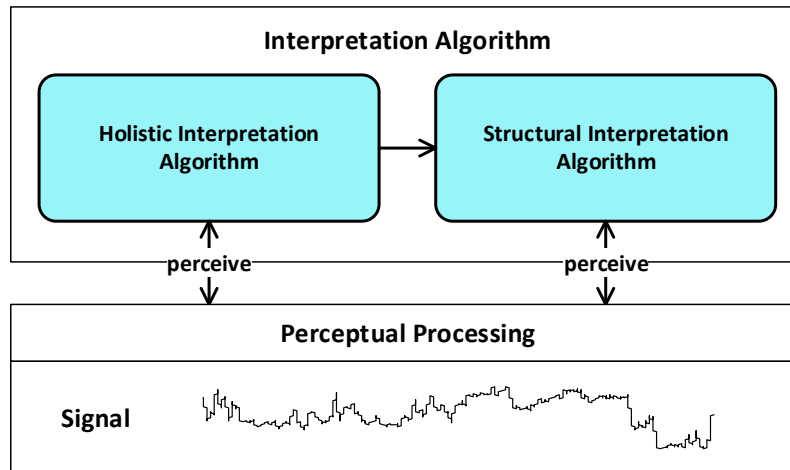 Interpretation Algorithm
Holistic Interpretation
Algorithm
Structural Interpretation
Algorithm
perceive
perceive
Perceptual Processing
Signal